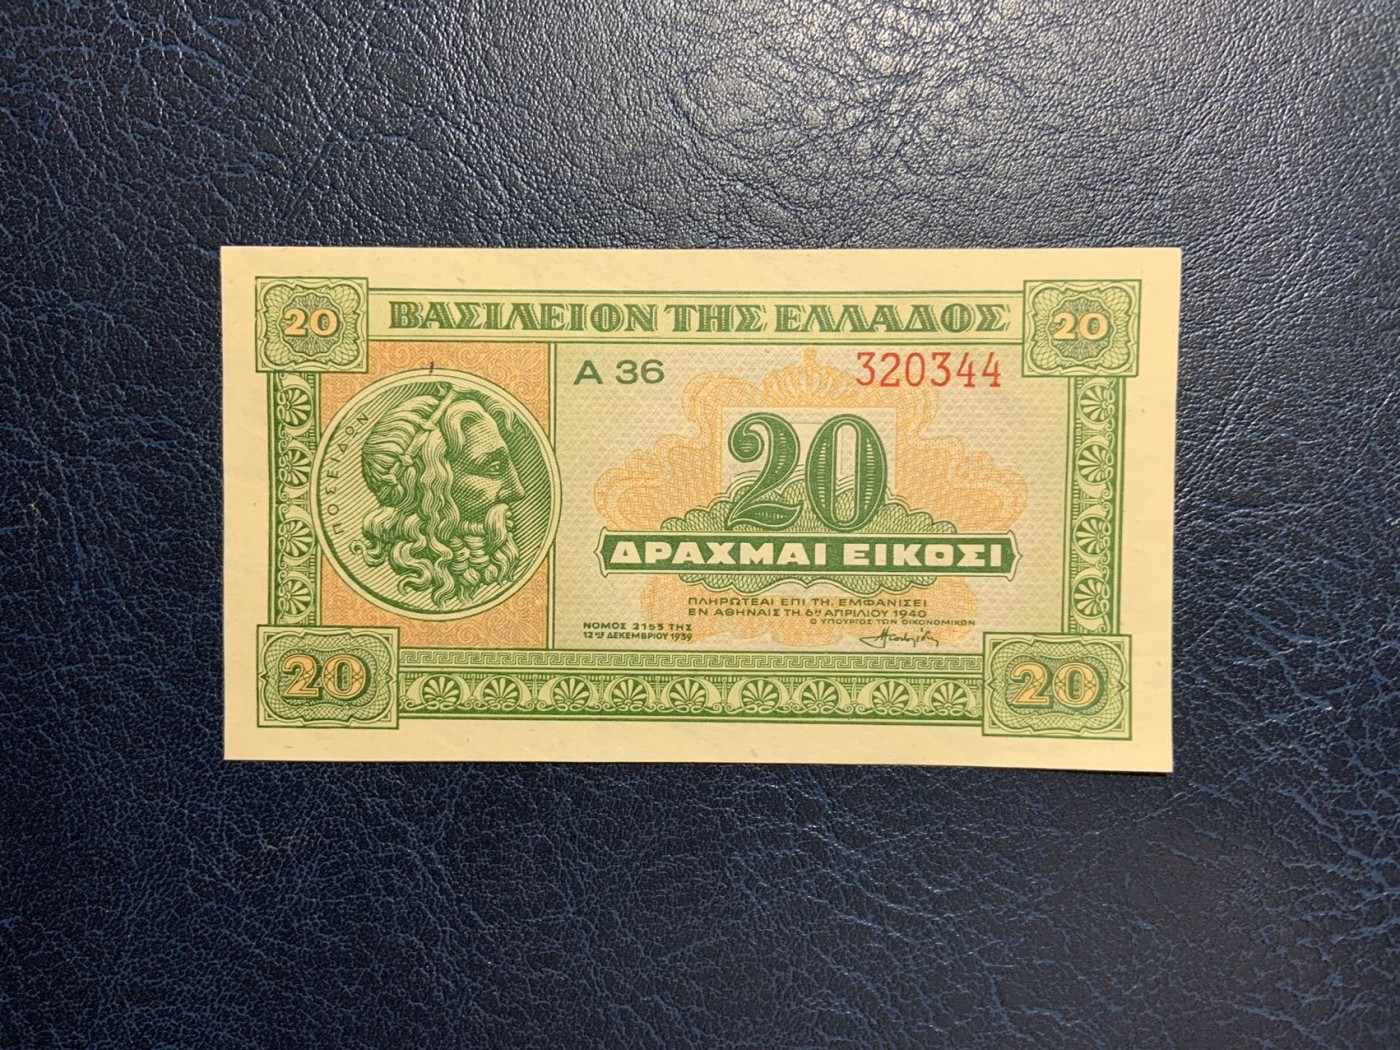 20 ΒΑΣΙΛΕΙΟΝ ΤΗΣ ΕΛΛΑΔΟΣ 20
Α 36 320344
ΠΟΣΕΙΔΩΝ
20
ΔΡΑΧΜΑΙ ΕΙΚΟΣΙ
ΠΛΗΡΩΤΕΑΙ ΕΠΙ ΤΗ. ΕΜΦΑΝΙΣΕΙ
ΕΝ ΑΘΗΝΑΙΣ ΤΗ. 6ῃ ΑΠΡΙΛΙΟΥ 1940
Ο ΥΠΟΥΡΓΟΣ ΤΩΝ ΟΙΚΟΝΟΜΙΚΩΝ
ΝΟΜΟΣ 2153 ΤΗΣ
12ης ΔΕΚΕΜΒΡΙΟΥ 1939
20 20